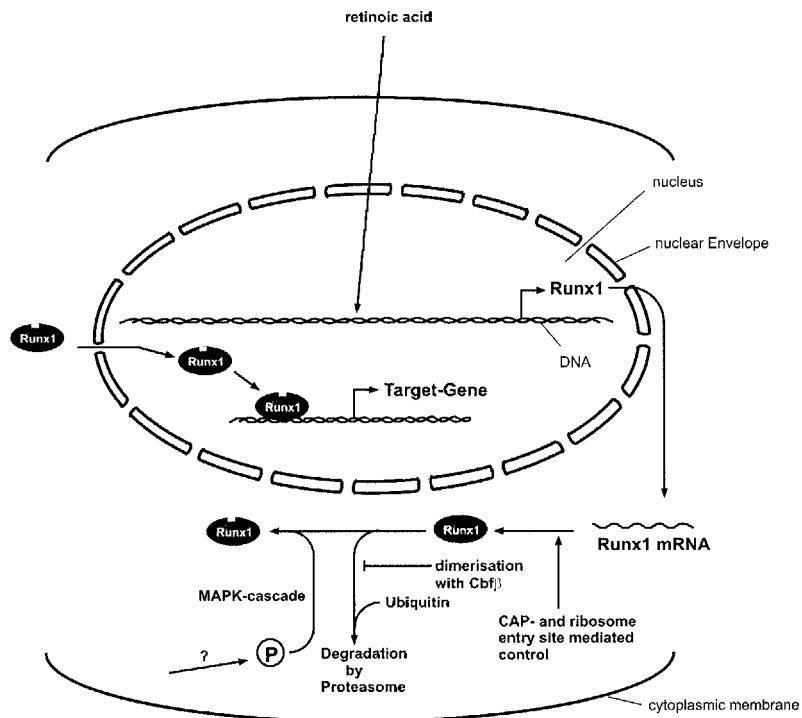 retinoic acid
nucleus
nuclear Envelope
Runx1
DNA
Runx1
Runx1
Target-Gene
Runx1
Runx1
Runx1
Runx1 mRNA
dimerisation
with Cbfβ
MAPK-cascade
Ubiquitin
CAP- and ribosome
entry site mediated
control
?
P
Degradation
by
Proteasome
cytoplasmic membrane